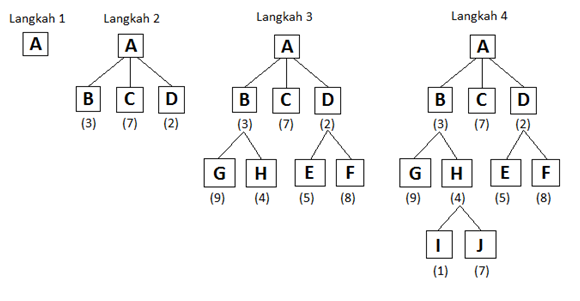 Langkah 1
A
Langkah 2
A
B C D
(3) (7) (2)
Langkah 3
A
B C D
(3) (7) (2)
G H E F
(9) (4) (5) (8)
Langkah 4
A
B C D
(3) (7) (2)
G H E F
(9) (4) (5) (8)
I J
(1) (7)